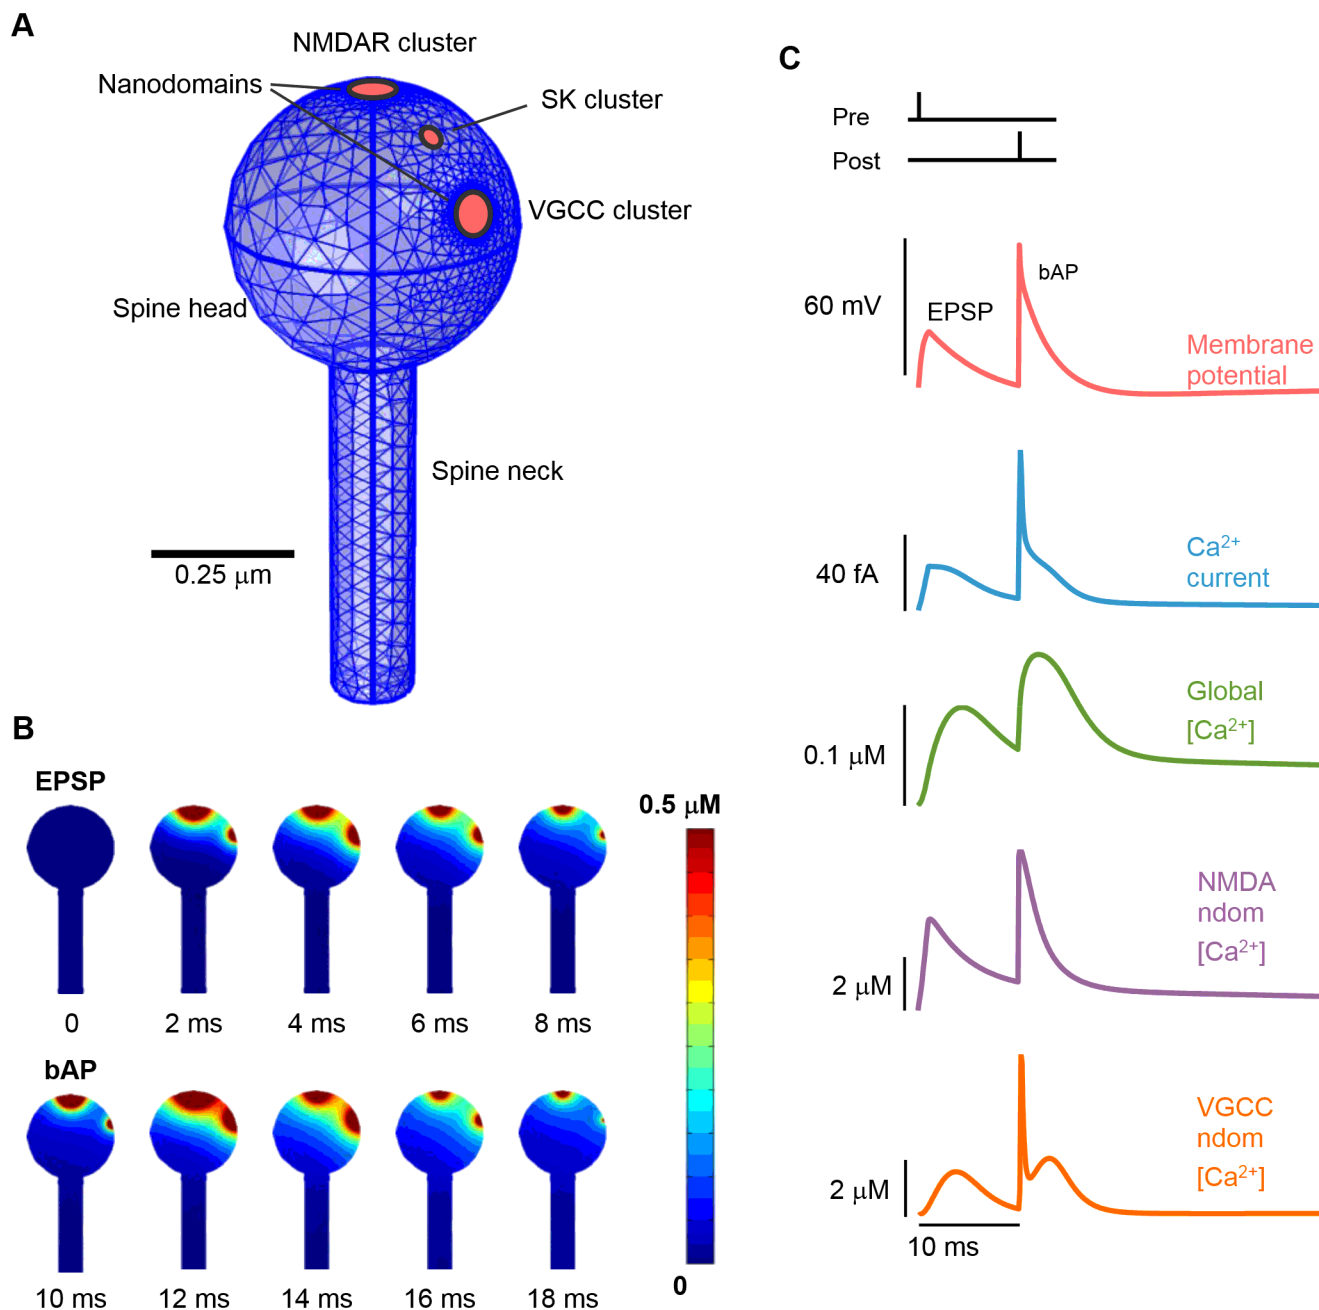 A
NMDAR cluster
Nanodomains
SK cluster
VGCC cluster
Spine head
Spine neck
0.25 μm
B
EPSP
0
2 ms
4 ms
6 ms
8 ms
bAP
10 ms
12 ms
14 ms
16 ms
18 ms
0.5 μM
0
C
Pre
Post
60 mV
EPSP
bAP
Membrane
potential
40 fA
Ca²⁺
current
0.1 μM
Global
[Ca²⁺]
2 μM
NMDA
ndom
[Ca²⁺]
2 μM
VGCC
ndom
[Ca²⁺]
10 ms